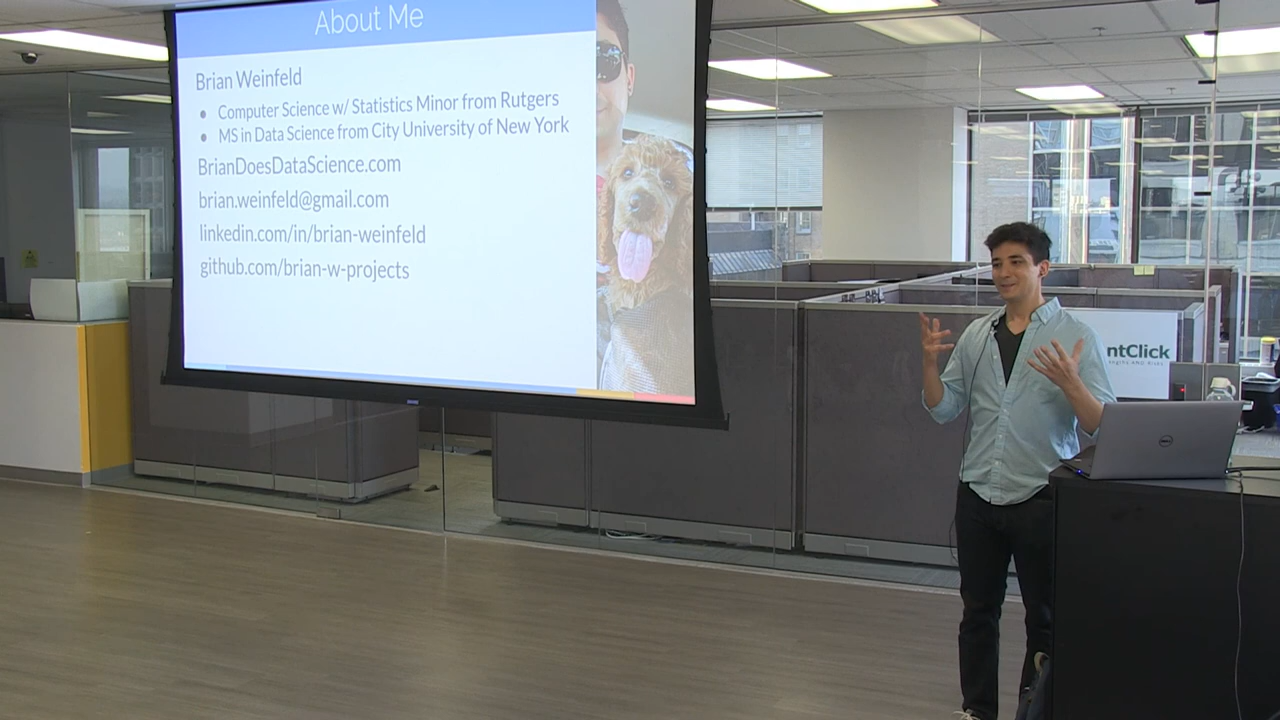 About Me
Brian Weinfeld
• Computer Science w/ Statistics Minor from Rutgers
• MS in Data Science from City University of New York
BrianDoesDataScience.com
brian.weinfeld@gmail.com
linkedin.com/in/brian-weinfeld
github.com/brian-w-projects
ntClick
DELL